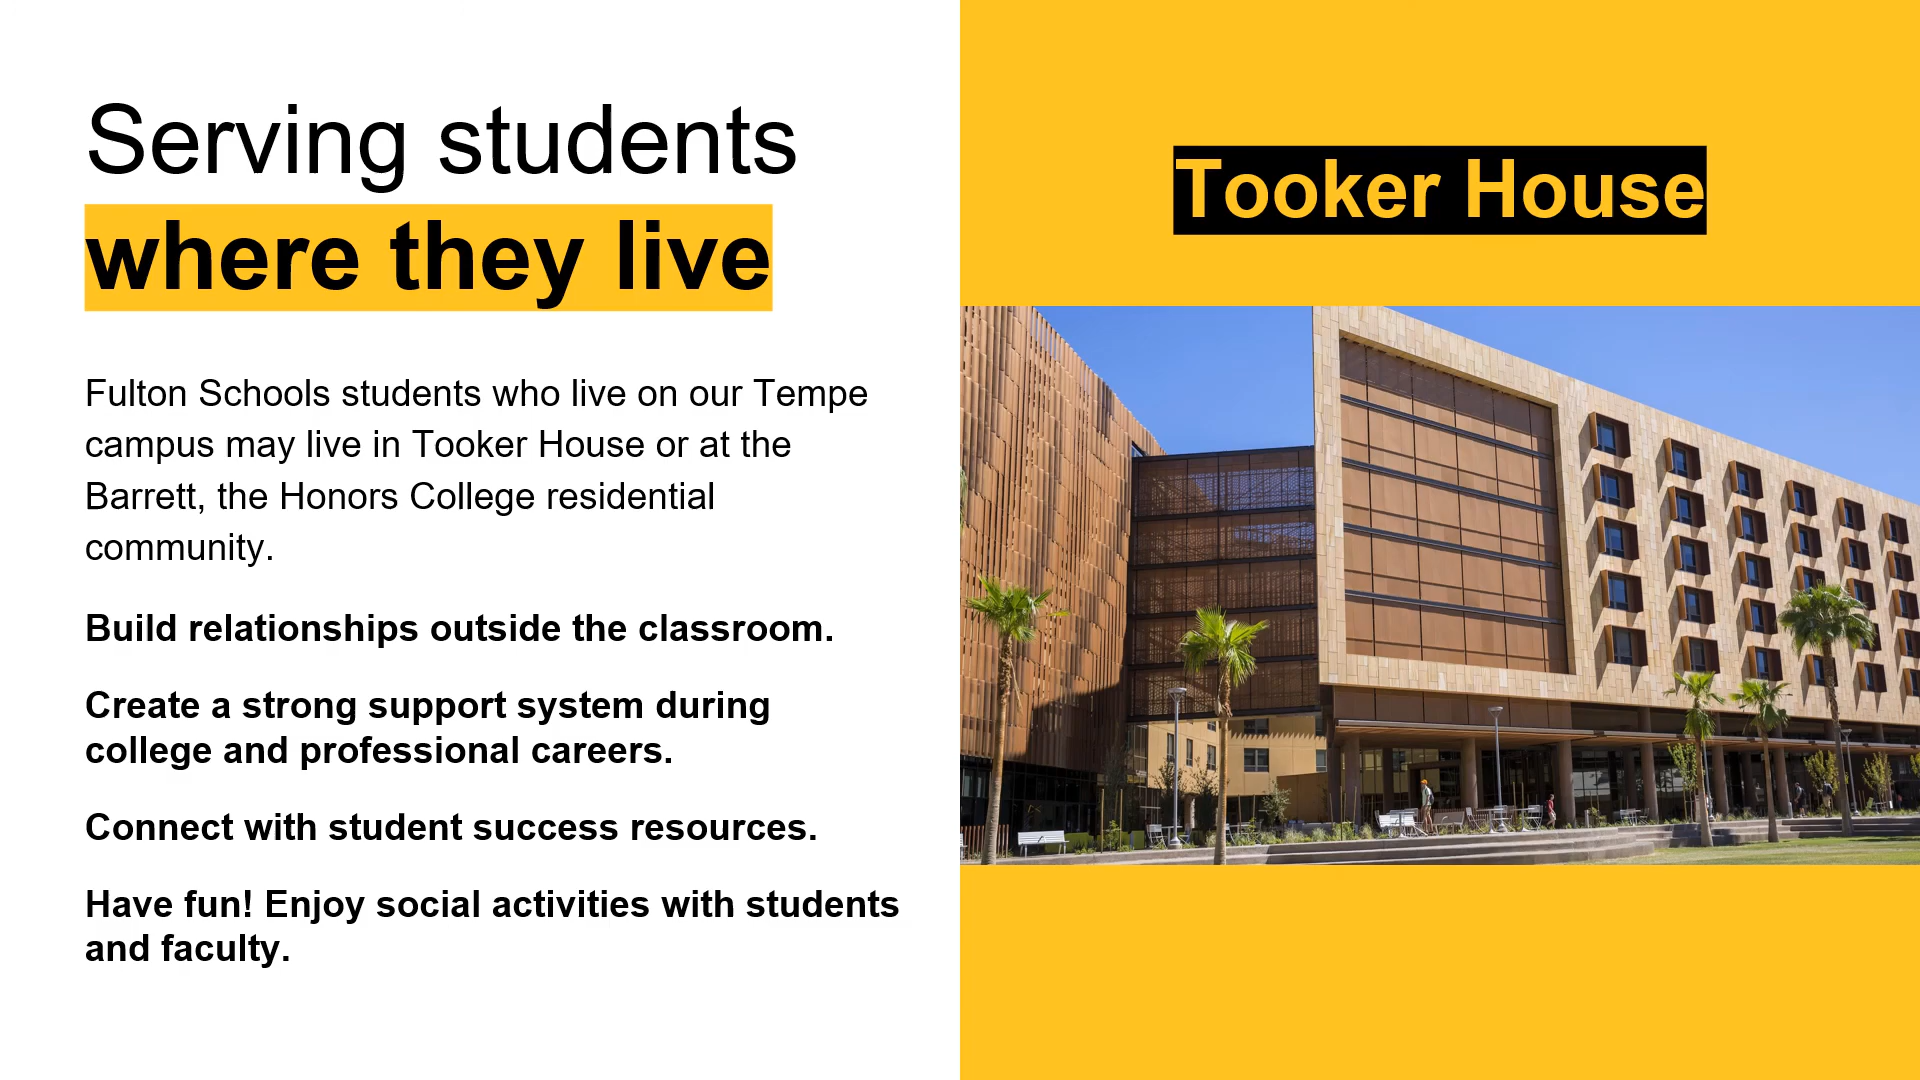 Serving students
where they live
Fulton Schools students who live on our Tempe
campus may live in Tooker House or at the
Barrett, the Honors College residential
community.
Build relationships outside the classroom.
Create a strong support system during
college and professional careers.
Connect with student success resources.
Have fun! Enjoy social activities with students
and faculty.
Tooker House